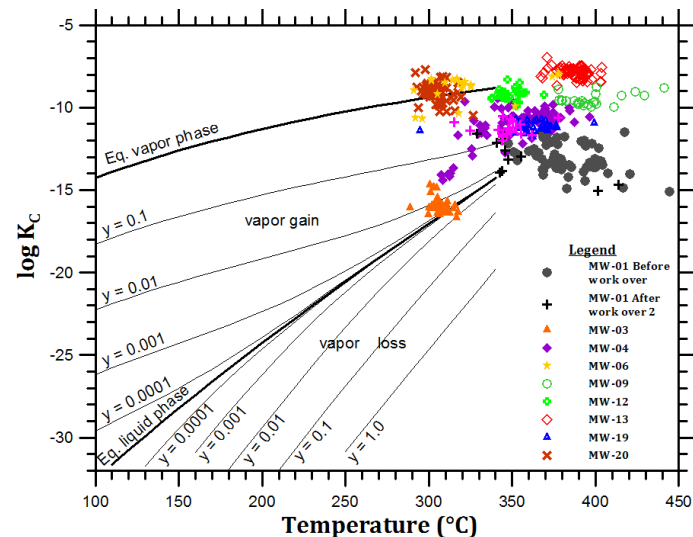 -5
-10
-15
-20
-25
-30
log K_C
100
150
200
250
300
350
400
450
Temperature (°C)
Eq. vapor phase
y = 0.1
vapor gain
y = 0.01
y = 0.001
y = 0.0001
Eq. liquid phase
vapor loss
y = 0.0001
y = 0.001
y = 0.01
y = 0.1
y = 1.0
Legend
MW-01 Before
work over
MW-01 After
work over 2
MW-03
MW-04
MW-06
MW-09
MW-12
MW-13
MW-19
MW-20